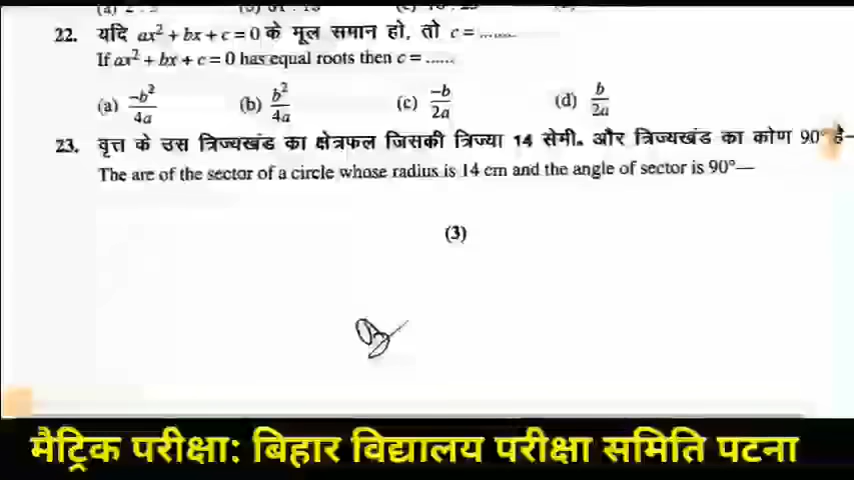 22. यदि ax² + bx + c = 0 के मूल समान हो, तो c = ........
If ax² + bx + c = 0 has equal roots then c = ......
(a) -b²/4a (b) b²/4a (c) -b/2a (d) b/2a
23. वृत्त के उस त्रिज्यखंड का क्षेत्रफल जिसकी त्रिज्या 14 सेमी. और त्रिज्यखंड का कोण 90° है–
The are of the sector of a circle whose radius is 14 cm and the angle of sector is 90°—
(3)
मैट्रिक परीक्षा: बिहार विद्यालय परीक्षा समिति पटना